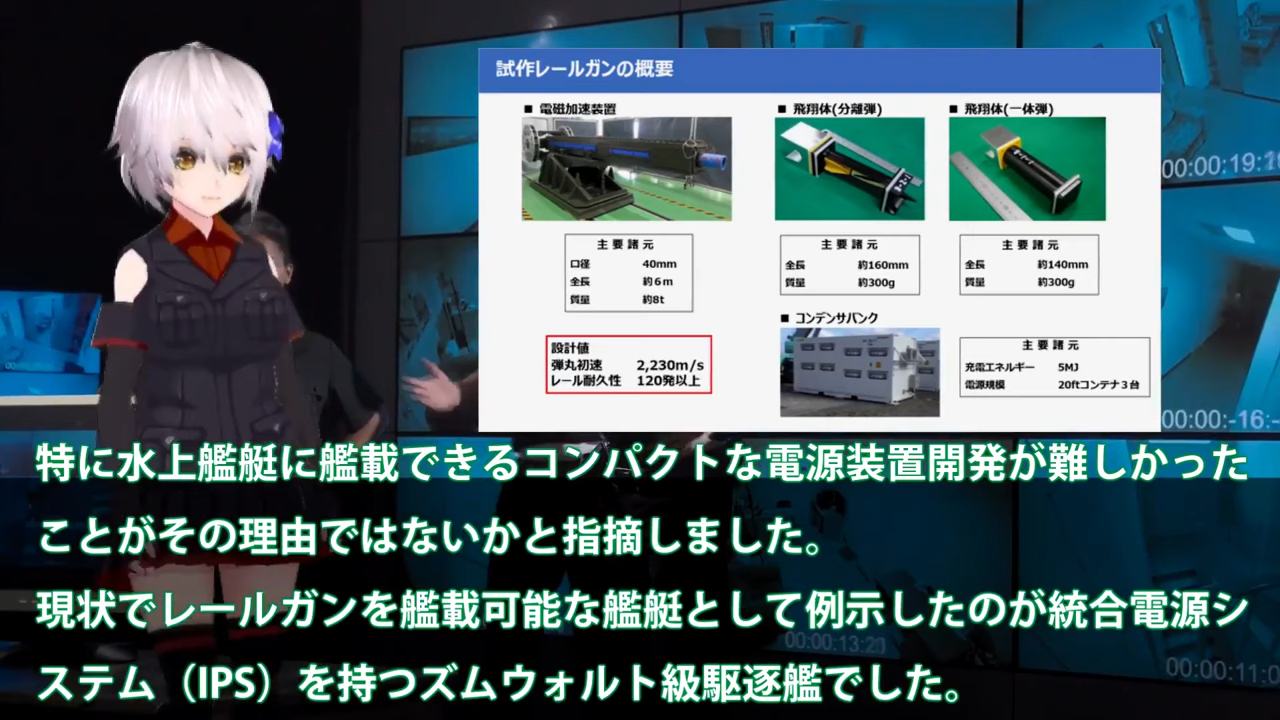 試作レールガンの概要
■ 電磁加速装置
■ 飛翔体(分離弾)
■ 飛翔体(一体弾)
主要諸元
口径 40mm
全長 約6m
質量 約8t
主要諸元
全長 約160mm
質量 約300g
主要諸元
全長 約140mm
質量 約300g
設計値
弾丸初速 2,230m/s
レール耐久性 120発以上
■ コンデンサバンク
主要諸元
充電エネルギー 5MJ
電源規模 20ftコンテナ3台
00:00:-16:
特に水上艦艇に艦載できるコンパクトな電源装置開発が難しかった
ことがその理由ではないかと指摘しました。
現状でレールガンを艦載可能な艦艇として例示したのが統合電源シ
ステム（IPS）を持つズムウォルト級駆逐艦でした。